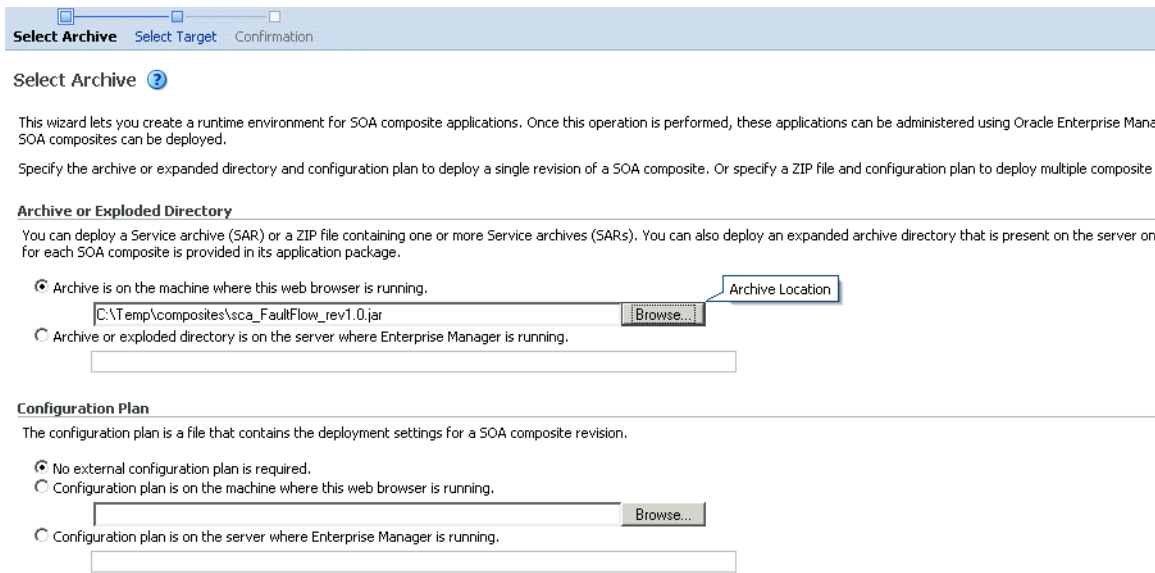 Select Archive Select Target Confirmation
Select Archive ?
This wizard lets you create a runtime environment for SOA composite applications. Once this operation is performed, these applications can be administered using Oracle Enterprise Mana
SOA composites can be deployed.
Specify the archive or expanded directory and configuration plan to deploy a single revision of a SOA composite. Or specify a ZIP file and configuration plan to deploy multiple composite
Archive or Exploded Directory
You can deploy a Service archive (SAR) or a ZIP file containing one or more Service archives (SARs). You can also deploy an expanded archive directory that is present on the server on
for each SOA composite is provided in its application package.
Archive is on the machine where this web browser is running.
Archive Location
C:\Temp\composites\sca_FaultFlow_rev1.0.jar Browse...
Archive or exploded directory is on the server where Enterprise Manager is running.
Configuration Plan
The configuration plan is a file that contains the deployment settings for a SOA composite revision.
No external configuration plan is required.
Configuration plan is on the machine where this web browser is running.
Browse...
Configuration plan is on the server where Enterprise Manager is running.